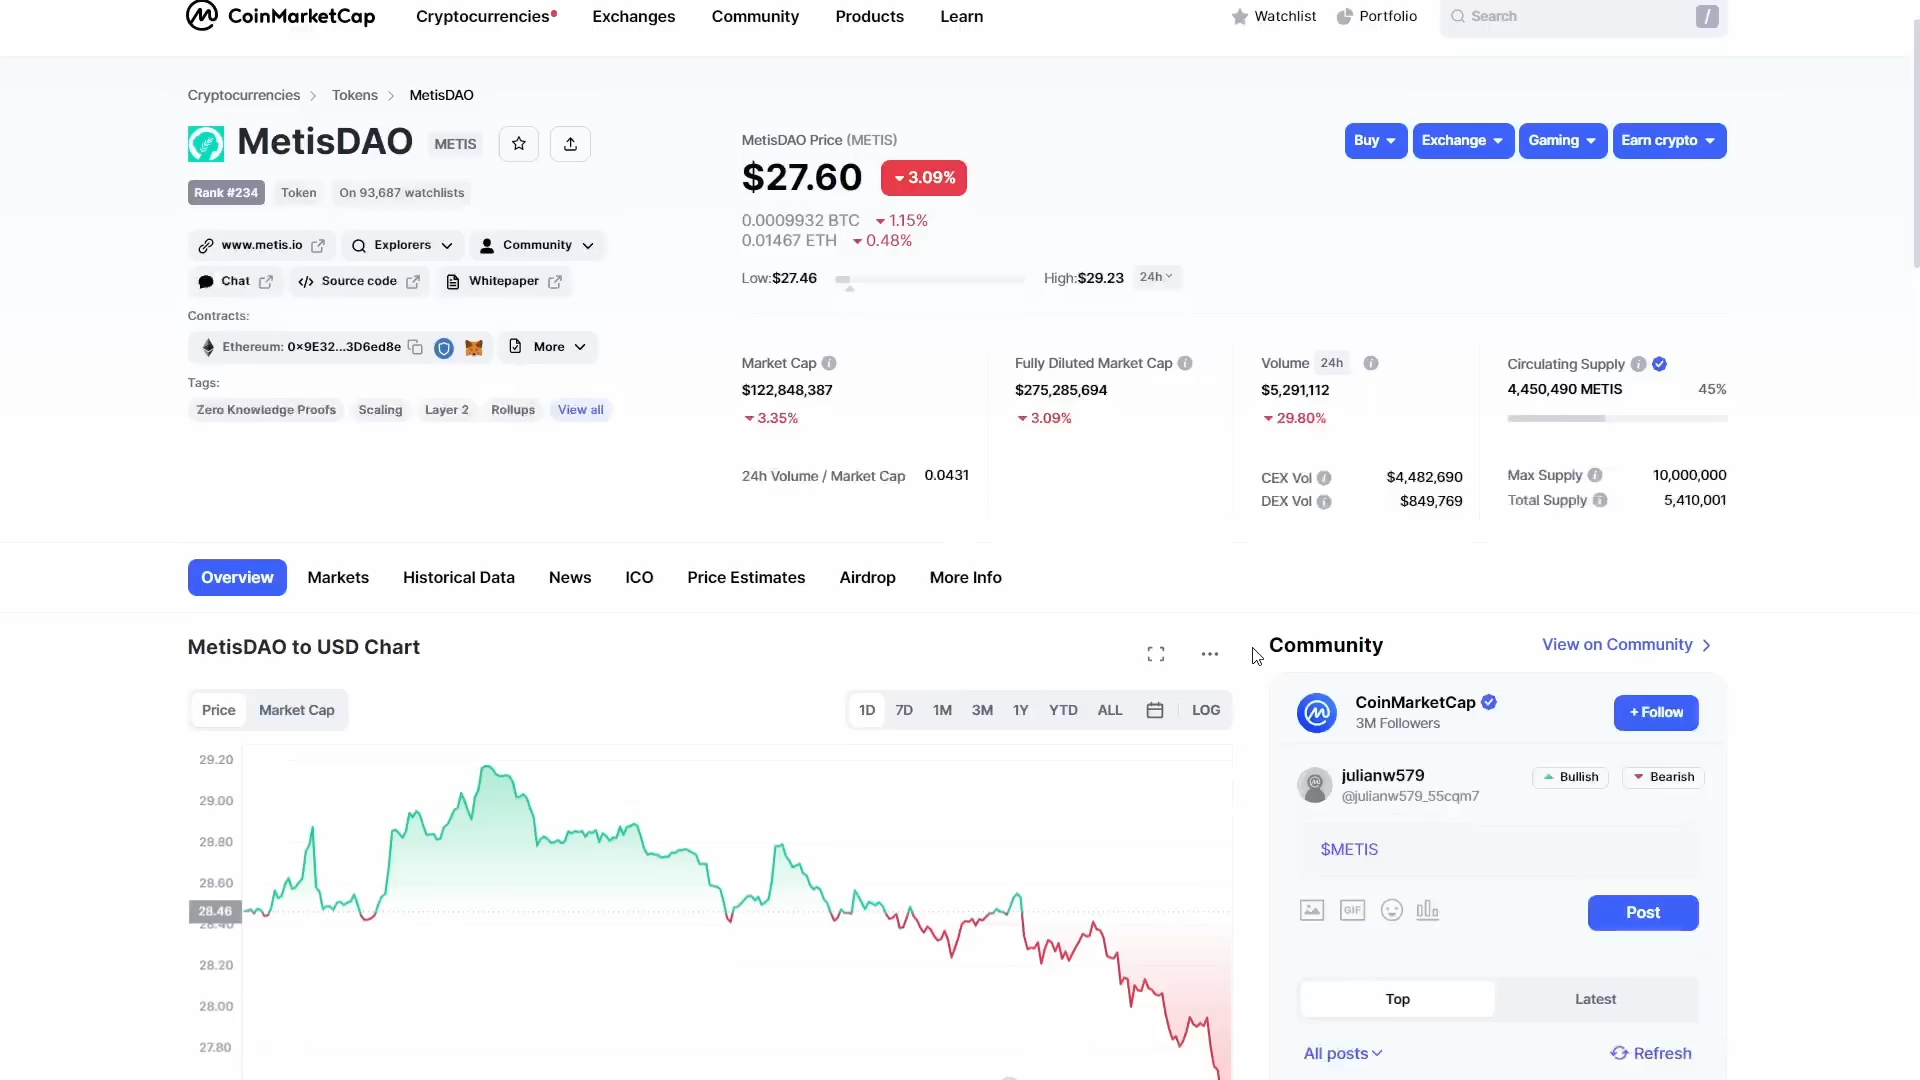 CoinMarketCap
Cryptocurrencies
Exchanges
Community
Products
Learn
Watchlist
Portfolio
Search
/
Cryptocurrencies
Tokens
MetisDAO
MetisDAO
METIS
Rank #234
Token
On 93,687 watchlists
www.metis.io
Explorers
Community
Chat
Source code
Whitepaper
Contracts:
Ethereum: 0x9E32...3D6ed8e
More
Tags:
Zero Knowledge Proofs
Scaling
Layer 2
Rollups
View all
MetisDAO Price (METIS)
$27.60
3.09%
0.0009932 BTC
1.15%
0.01467 ETH
0.48%
Low:$27.46
High:$29.23
24h
Buy
Exchange
Gaming
Earn crypto
Market Cap
$122,848,387
3.35%
24h Volume / Market Cap
0.0431
Fully Diluted Market Cap
$275,285,694
3.09%
Volume
24h
$5,291,112
29.80%
CEX Vol
$4,482,690
DEX Vol
$849,769
Circulating Supply
4,450,490 METIS
45%
Max Supply
10,000,000
Total Supply
5,410,001
Overview
Markets
Historical Data
News
ICO
Price Estimates
Airdrop
More Info
MetisDAO to USD Chart
Price
Market Cap
1D
7D
1M
3M
1Y
YTD
ALL
LOG
29.20
29.00
28.80
28.60
28.46
28.40
28.20
28.00
27.80
Community
View on Community
CoinMarketCap
3M Followers
+ Follow
julianw579
@julianw579_55cqm7
Bullish
Bearish
$METIS
GIF
Post
Top
Latest
All posts
Refresh